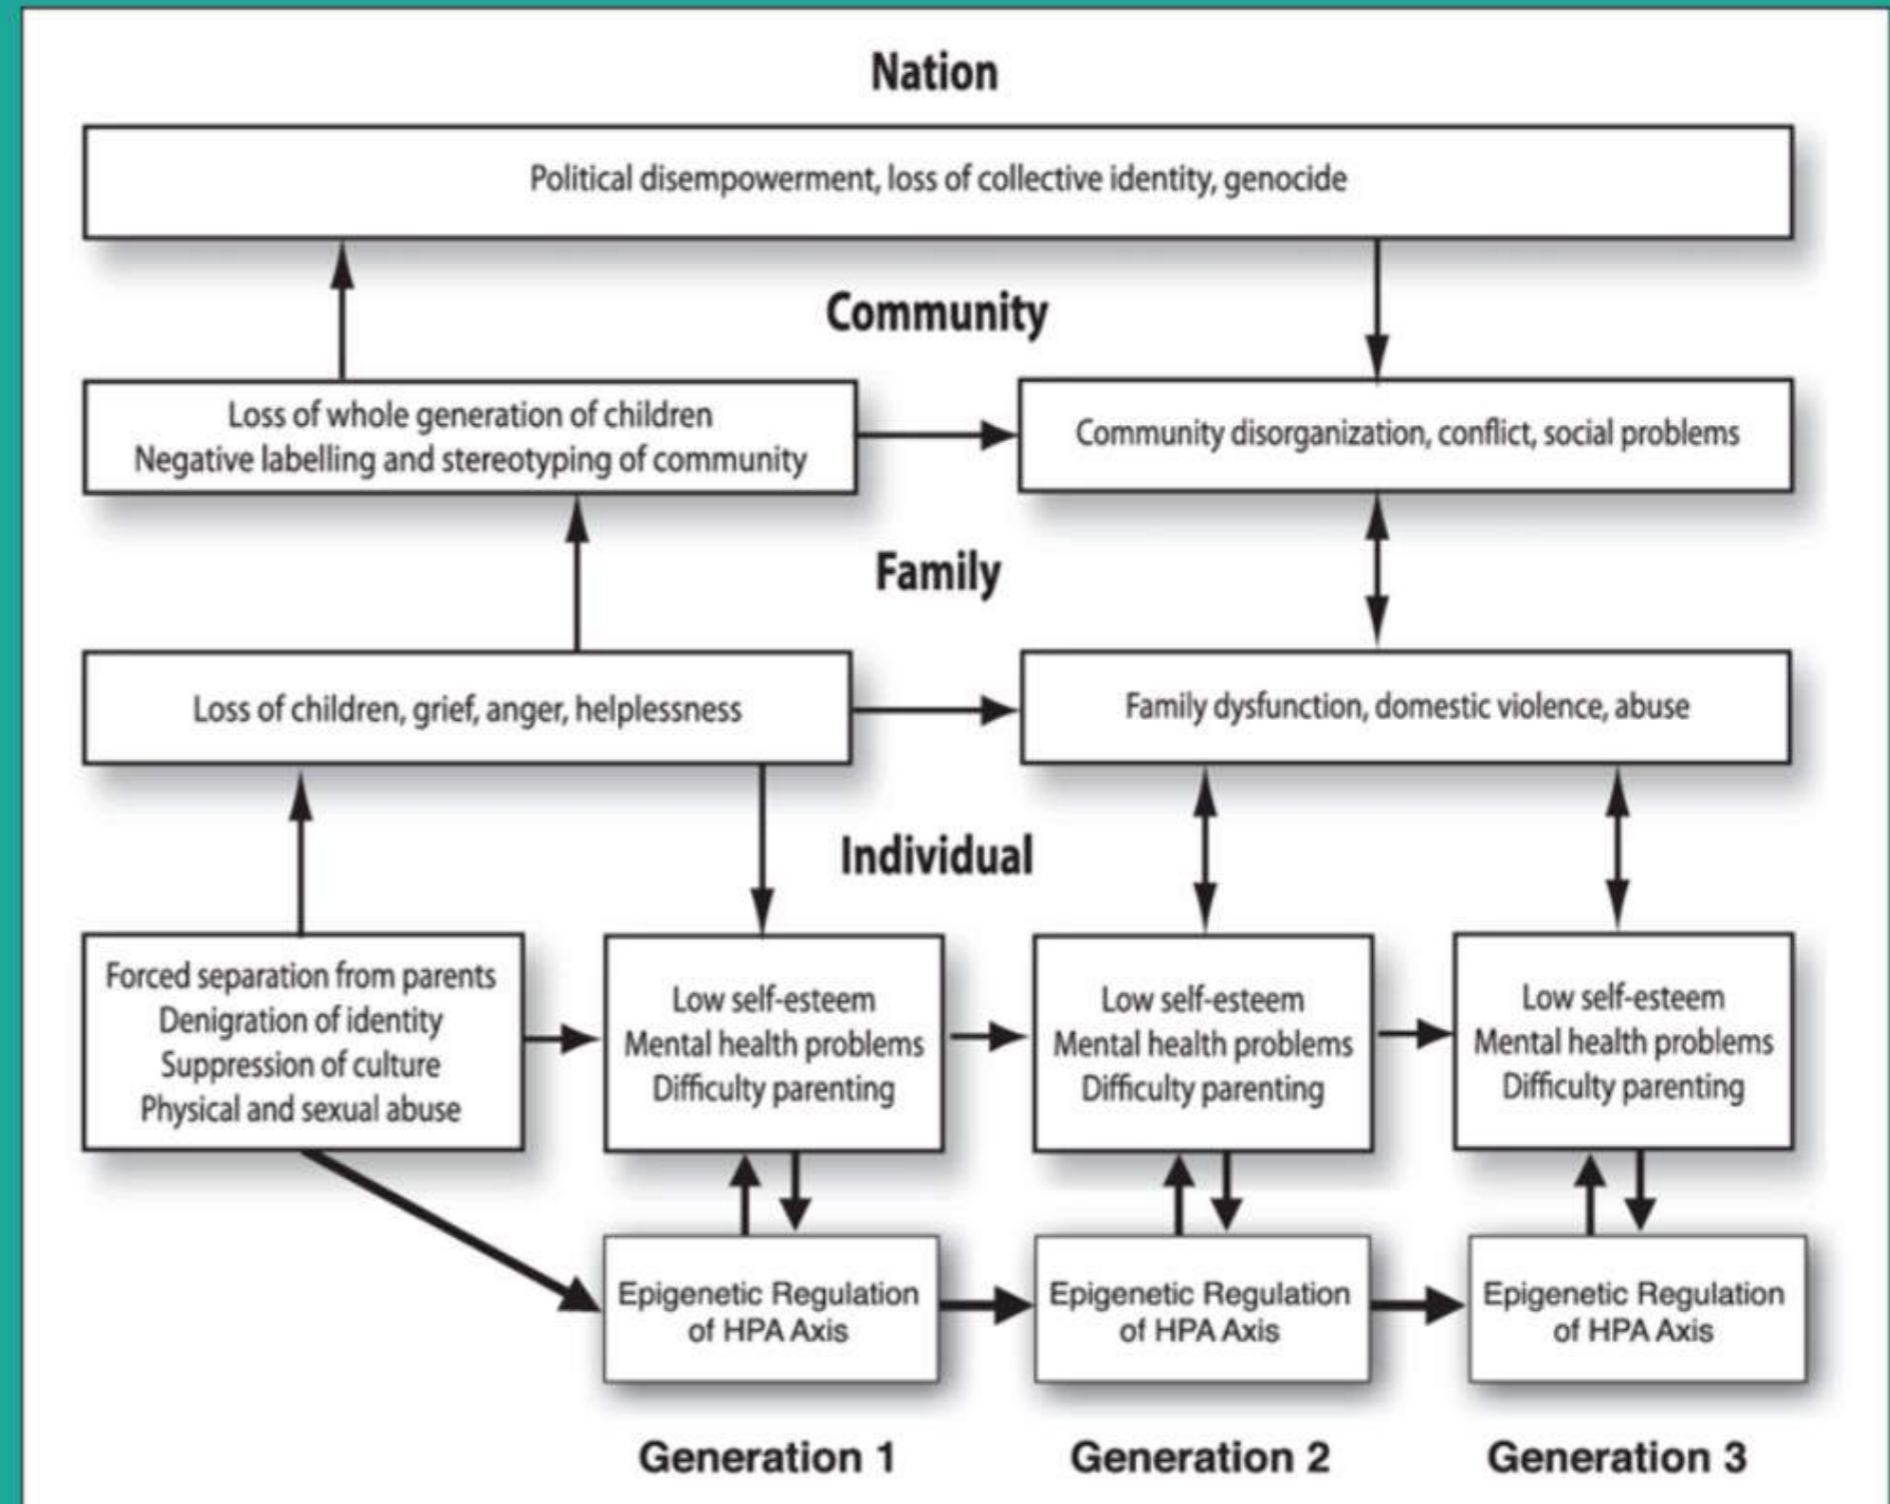 Nation
Political disempowerment, loss of collective identity, genocide
Community
Loss of whole generation of children
Negative labelling and stereotyping of community
Community disorganization, conflict, social problems
Family
Loss of children, grief, anger, helplessness
Family dysfunction, domestic violence, abuse
Individual
Forced separation from parents
Denigration of identity
Suppression of culture
Physical and sexual abuse
Low self-esteem
Mental health problems
Difficulty parenting
Low self-esteem
Mental health problems
Difficulty parenting
Low self-esteem
Mental health problems
Difficulty parenting
Epigenetic Regulation
of HPA Axis
Epigenetic Regulation
of HPA Axis
Epigenetic Regulation
of HPA Axis
Generation 1
Generation 2
Generation 3